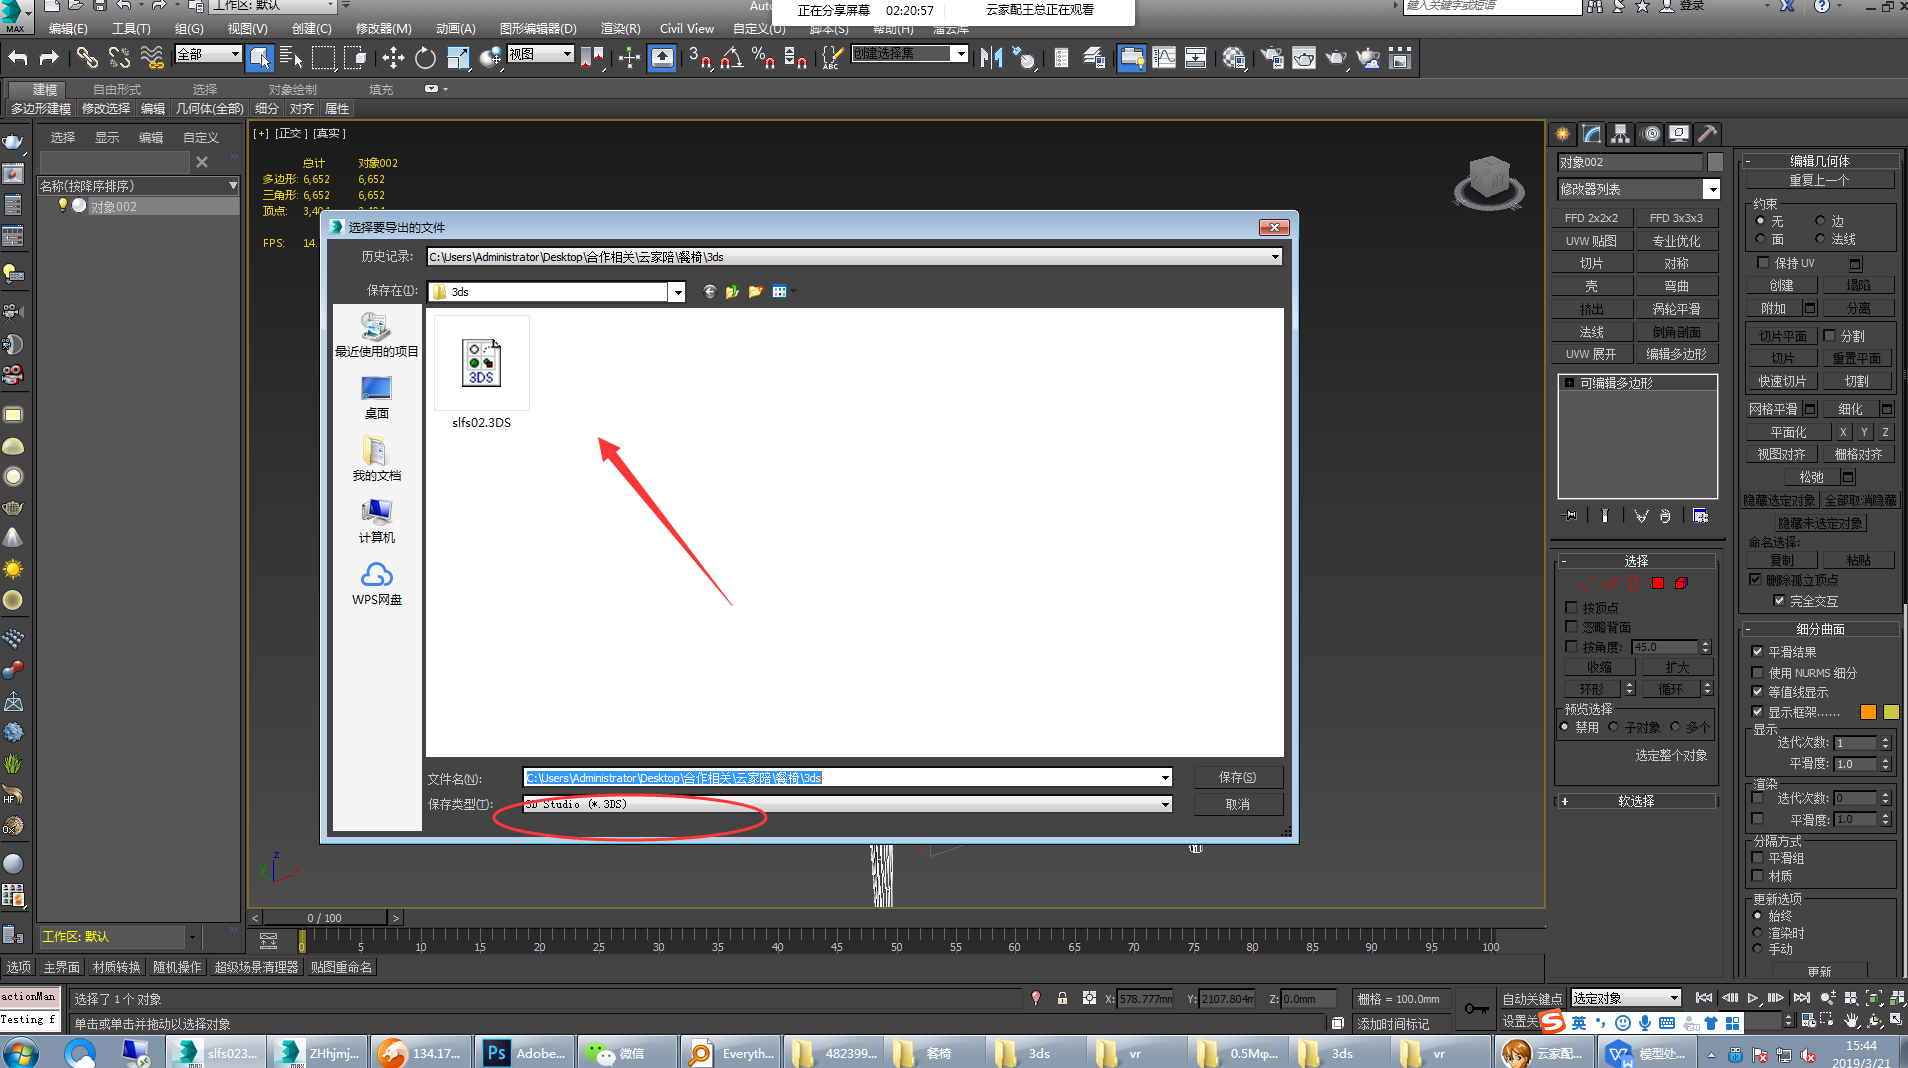 工作区: 默认
正在分享屏幕 02:20:57 云家配王总正在观看
键入关键字或短语
登录
MAX
编辑(E) 工具(T) 组(G) 视图(V) 创建(C) 修改器(M) 动画(A) 图形编辑器(D) 渲染(R) Civil View 自定义(U) 脚本(S) 帮助(H)
全部
视图
创建选择集
建模 自由形式 选择 对象绘制 填充
多边形建模 修改选择 编辑 几何体(全部) 细分 对齐 属性
选择 显示 编辑 自定义
名称(按降序排序)
对象002
[+] [正交] [真实]
总计 对象002
多边形: 6,652 6,652
三角形: 6,652 6,652
顶点: 3,404
FPS: 14.
选择要导出的文件
历史记录: C:\Users\Administrator\Desktop\合作相关\云家陪\餐椅\3ds
保存在(I): 3ds
最近使用的项目
桌面
我的文档
计算机
WPS网盘
3DS
slfs02.3DS
文件名(N): C:\Users\Administrator\Desktop\合作相关\云家陪\餐椅\3ds
保存(S)
保存类型(T): 3D Studio (*.3DS)
取消
对象002
修改器列表
FFD 2x2x2 FFD 3x3x3
UVW 贴图 专业优化
切片 对称
壳 弯曲
挤出 涡轮平滑
法线 倒角剖面
UVW 展开 编辑多边形
可编辑多边形
选择
按顶点
忽略背面
按角度: 45.0
收缩 扩大
环形 循环
预览选择
禁用 子对象 多个
选定整个对象
软选择
编辑几何体
重复上一个
约束
无 边
面 法线
保持 UV
创建 塌陷
附加 分离
切片平面 分割
切片 重置平面
快速切片 切割
网格平滑 细化
平面化 X Y Z
视图对齐 栅格对齐
松弛
隐藏选定对象 全部取消隐藏
隐藏未选定对象
命名选择:
复制 粘贴
删除孤立顶点
完全交互
细分曲面
平滑结果
使用 NURMS 细分
等值线显示
显示框架......
显示
迭代次数: 1
平滑度: 1.0
渲染
迭代次数: 0
平滑度: 1.0
分隔方式
平滑组
材质
更新选项
始终
渲染时
手动
更新
0 / 100
工作区: 默认
0 5 10 15 20 25 30 35 40 45 50 55 60 65 70 75 80 85 90 95 100
选项 主界面 材质转换 随机操作 超级场景清理器 贴图重命名
actionMan
Testing f
选择了 1 个 对象
单击或单击并拖动以选择对象
X: 578.777mm Y: 2107.804m Z: 0.0mm 栅格 = 100.0mm
添加时间标记
自动关键点 选定对象
设置关
英
slfs023... ZHhjmj... 134.17... Adobe... 微信 Everyth... 482399... 餐椅 3ds vr 0.5Mφ... 3ds vr 云家配... 模型处...
15:44
2019/3/21